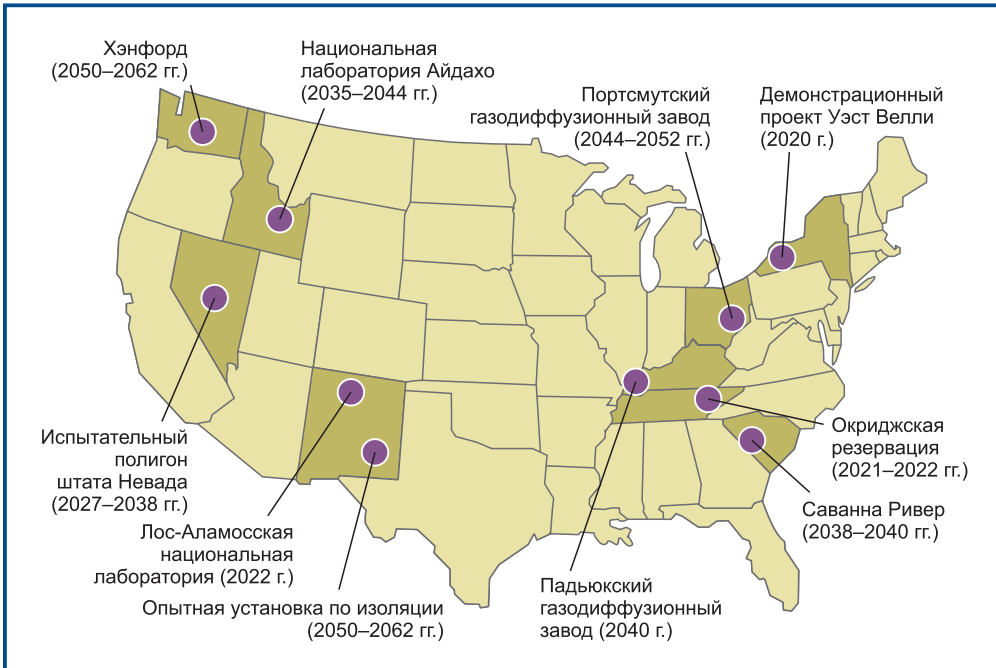 Хэнфорд
(2050–2062 гг.)
Национальная
лаборатория Айдахо
(2035–2044 гг.)
Портсмутский
газодиффузионный завод
(2044–2052 гг.)
Демонстрационный
проект Уэст Велли
(2020 г.)
Испытательный
полигон
штата Невада
(2027–2038 гг.)
Лос-Аламосская
национальная
лаборатория (2022 г.)
Опытная установка по изоляции
(2050–2062 гг.)
Падьюкский
газодиффузионный
завод (2040 г.)
Окриджская
резервация
(2021–2022 гг.)
Саванна Ривер
(2038–2040 гг.)